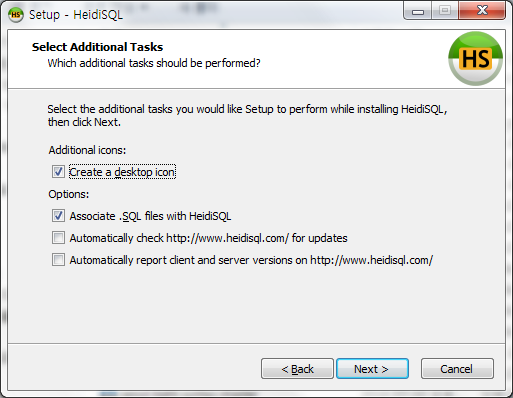 Setup - HeidiSQL
Select Additional Tasks
Which additional tasks should be performed?
HS
Select the additional tasks you would like Setup to perform while installing HeidiSQL,
then click Next.
Additional icons:
Create a desktop icon
Options:
Associate .SQL files with HeidiSQL
Automatically check http://www.heidisql.com/ for updates
Automatically report client and server versions on http://www.heidisql.com/
< Back
Next >
Cancel